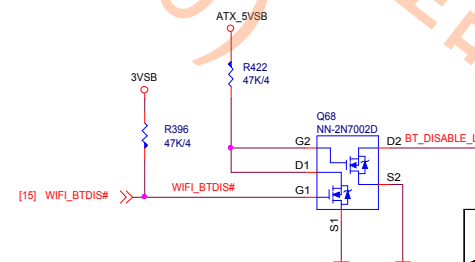 ATX_5VSB
R422
47K/4
3VSB
R396
47K/4
Q68
NN-2N7002D
G2
D2
BT_DISABLE_L
D1
S2
[15] WIFI_BTDIS#
WIFI_BTDIS#
G1
S1